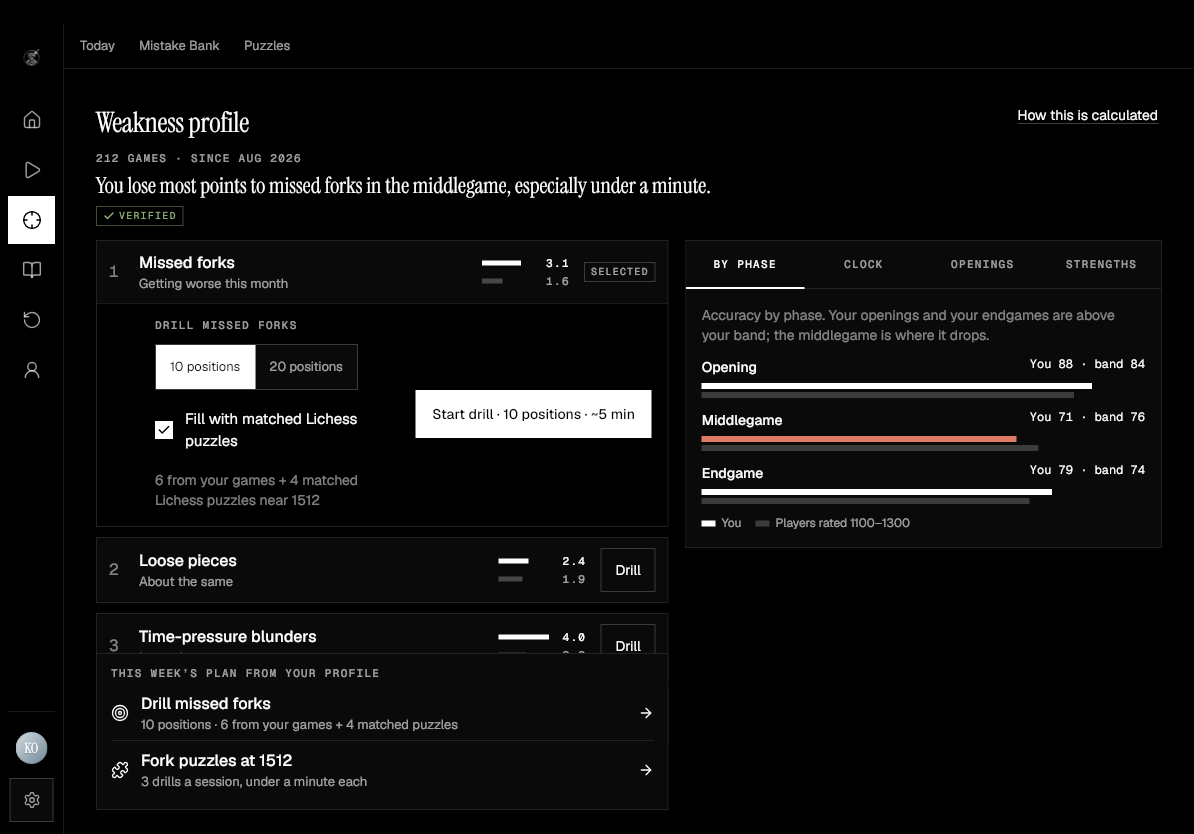 Today Mistake Bank Puzzles
Weakness profile
How this is calculated
212 GAMES · SINCE AUG 2026
You lose most points to missed forks in the middlegame, especially under a minute.
VERIFIED
1 Missed forks 3.1 SELECTED
Getting worse this month 1.6
DRILL MISSED FORKS
10 positions 20 positions
Fill with matched Lichess
puzzles
Start drill · 10 positions · ~5 min
6 from your games + 4 matched
Lichess puzzles near 1512
2 Loose pieces 2.4 Drill
About the same 1.9
3 Time-pressure blunders 4.0 Drill
THIS WEEK'S PLAN FROM YOUR PROFILE
Drill missed forks
10 positions · 6 from your games + 4 matched puzzles
Fork puzzles at 1512
3 drills a session, under a minute each
BY PHASE CLOCK OPENINGS STRENGTHS
Accuracy by phase. Your openings and your endgames are above
your band; the middlegame is where it drops.
Opening You 88 · band 84
Middlegame You 71 · band 76
Endgame You 79 · band 74
You Players rated 1100–1300
KO